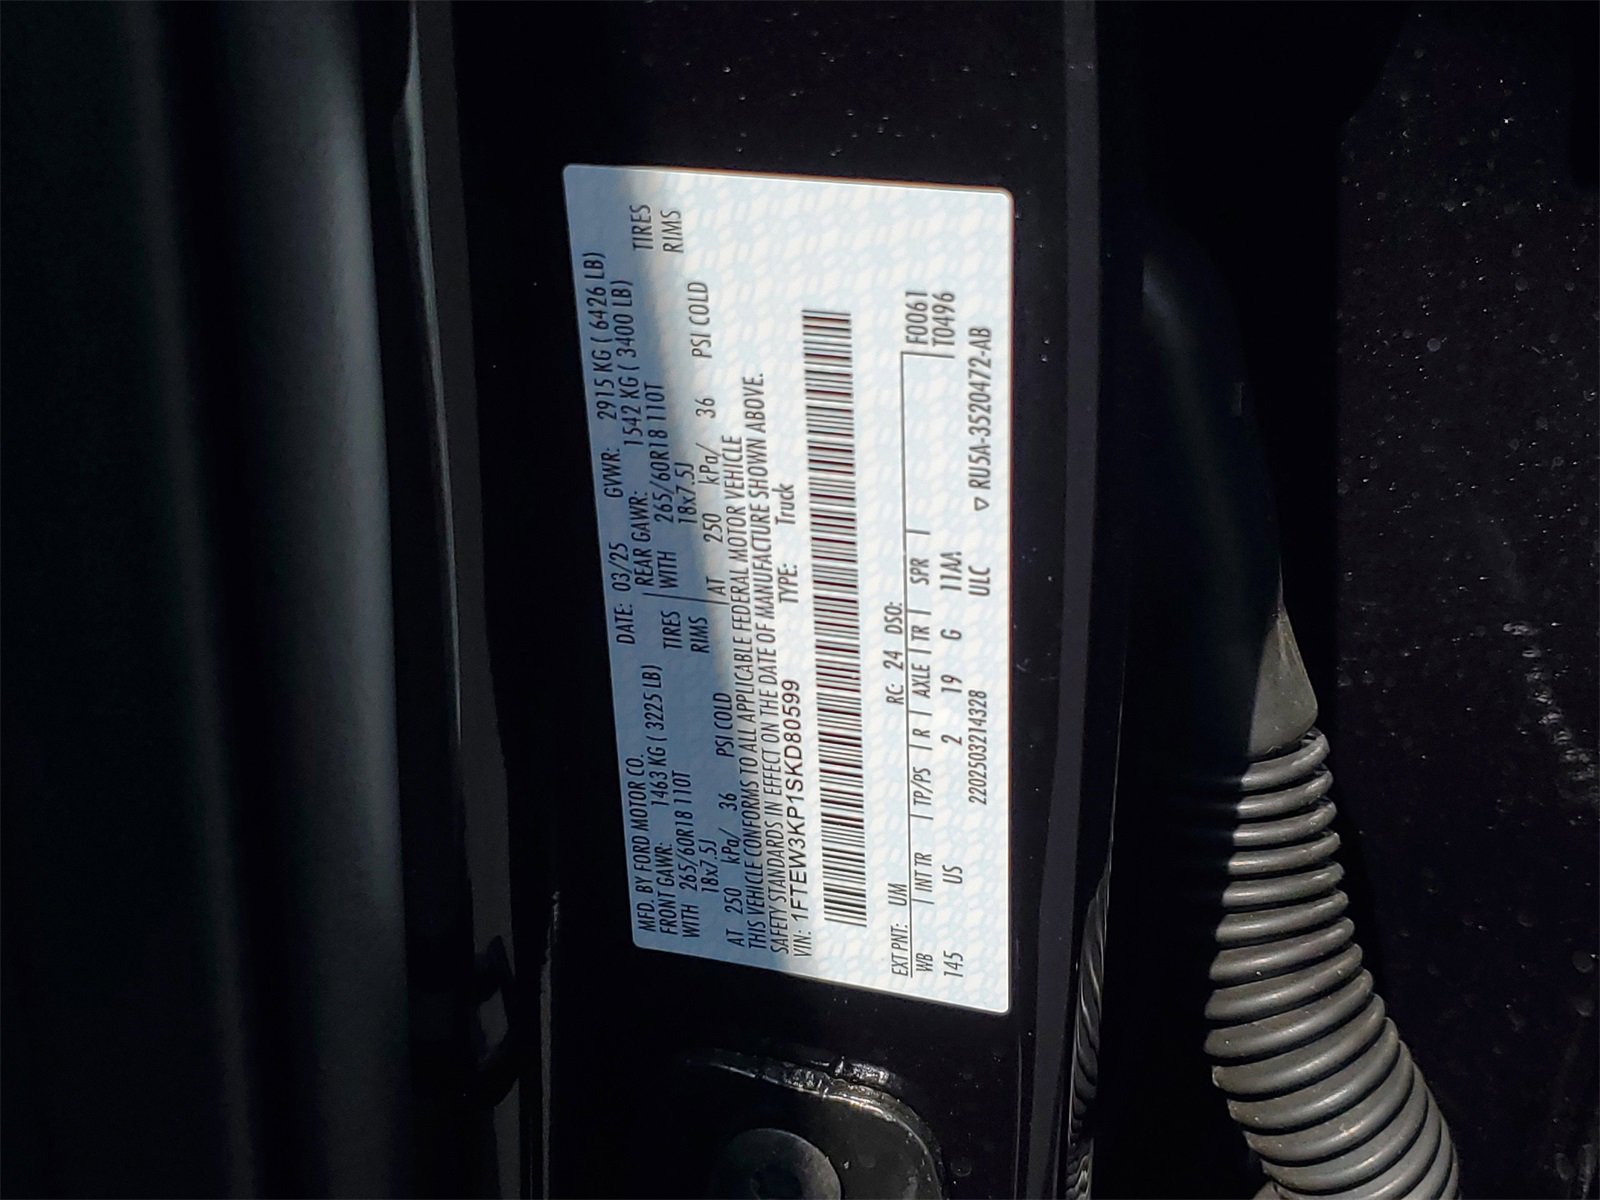 MFD. BY FORD MOTOR CO.
DATE: 03/25 GVWR: 2915 KG ( 6426 LB)
FRONT GAWR: 1463 KG ( 3225 LB) REAR GAWR: 1542 KG ( 3400 LB)
WITH 265/60R18 110T TIRES WITH 265/60R18 110T TIRES
18x7.5J RIMS 18x7.5J RIMS
AT 250 kPa/ 36 PSI COLD AT 250 kPa/ 36 PSI COLD
THIS VEHICLE CONFORMS TO ALL APPLICABLE FEDERAL MOTOR VEHICLE
SAFETY STANDARDS IN EFFECT ON THE DATE OF MANUFACTURE SHOWN ABOVE.
VIN: 1FTEW3KP1SKD80599 TYPE: Truck
EXT PNT: UM RC: 24 DSO: F0061
WB INT TR TP/PS R AXLE TR SPR T0496
145 US 2 19 G 11AA
2202503214328 ULC ▽ RU5A-3520472-AB